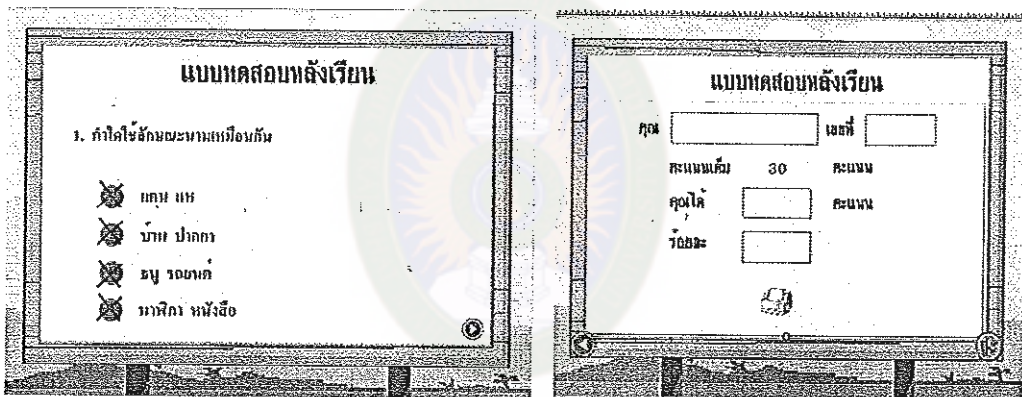 แบบทดสอบหลังเรียน
1. คำใดใช้ลักษณะนามเหมือนกัน
แคน แห
บ้าน ปากกา
ธนู รถยนต์
นาฬิกา หนังสือ
แบบทดสอบหลังเรียน
คุณ เลขที่
คะแนนเต็ม 30 คะแนน
คุณได้ คะแนน
ร้อยละ